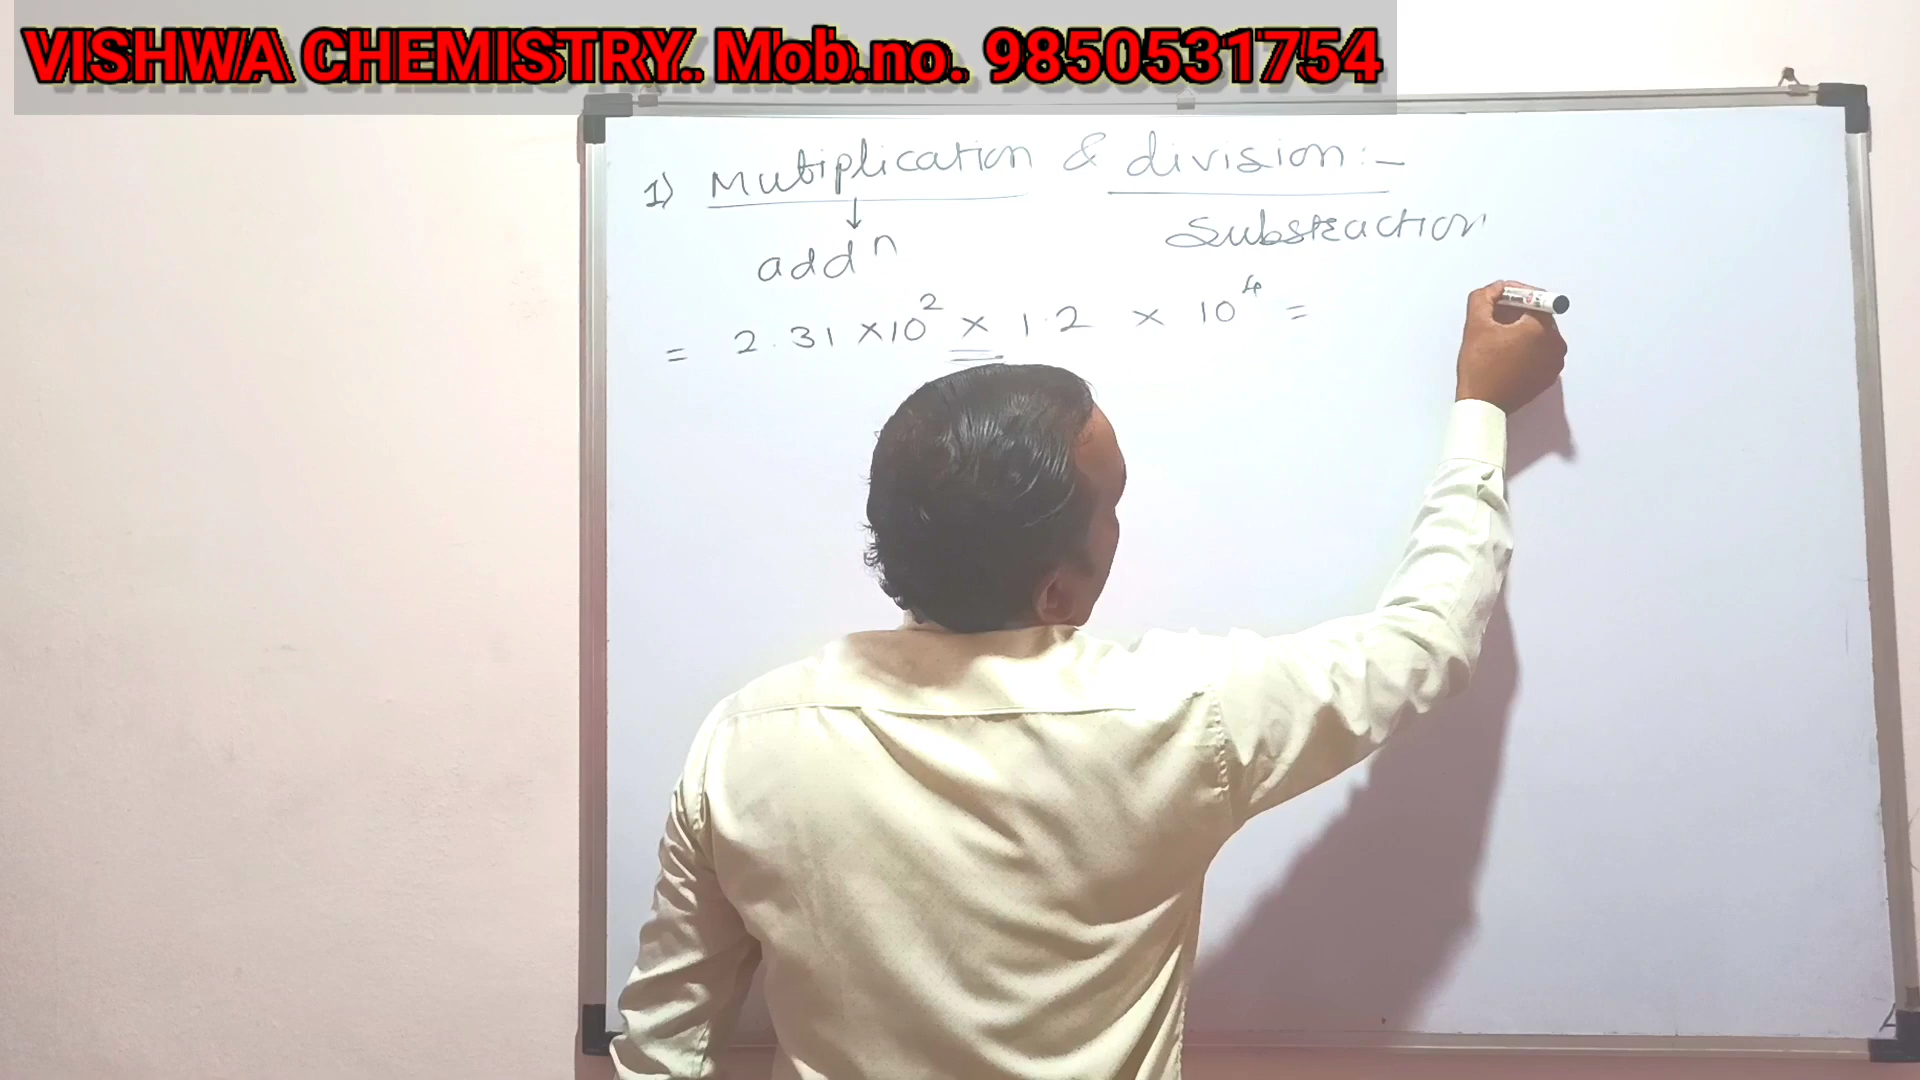 VISHWA CHEMISTRY. Mob.no. 9850531754
1) Multiplication & division :-
↓
addⁿ Substraction
= 2.31 ×10² × 1.2 × 10⁴ =